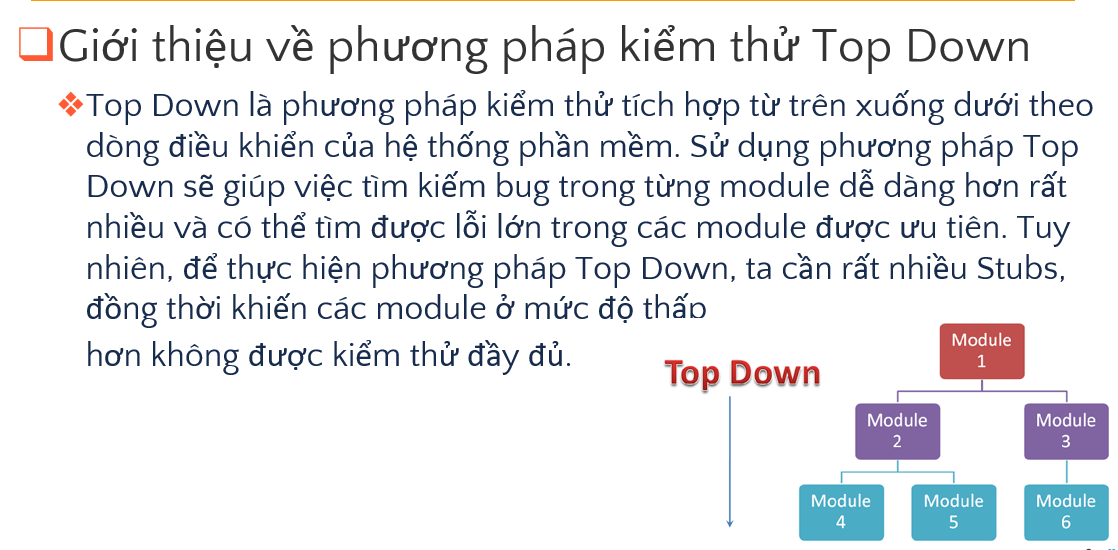 Giới thiệu về phương pháp kiểm thử Top Down
Top Down là phương pháp kiểm thử tích hợp từ trên xuống dưới theo
dòng điều khiển của hệ thống phần mềm. Sử dụng phương pháp Top
Down sẽ giúp việc tìm kiếm bug trong từng module dễ dàng hơn rất
nhiều và có thể tìm được lỗi lớn trong các module được ưu tiên. Tuy
nhiên, để thực hiện phương pháp Top Down, ta cần rất nhiều Stubs,
đồng thời khiến các module ở mức độ thấp
hơn không được kiểm thử đầy đủ.
Top Down
Module
1
Module
2
Module
3
Module
4
Module
5
Module
6